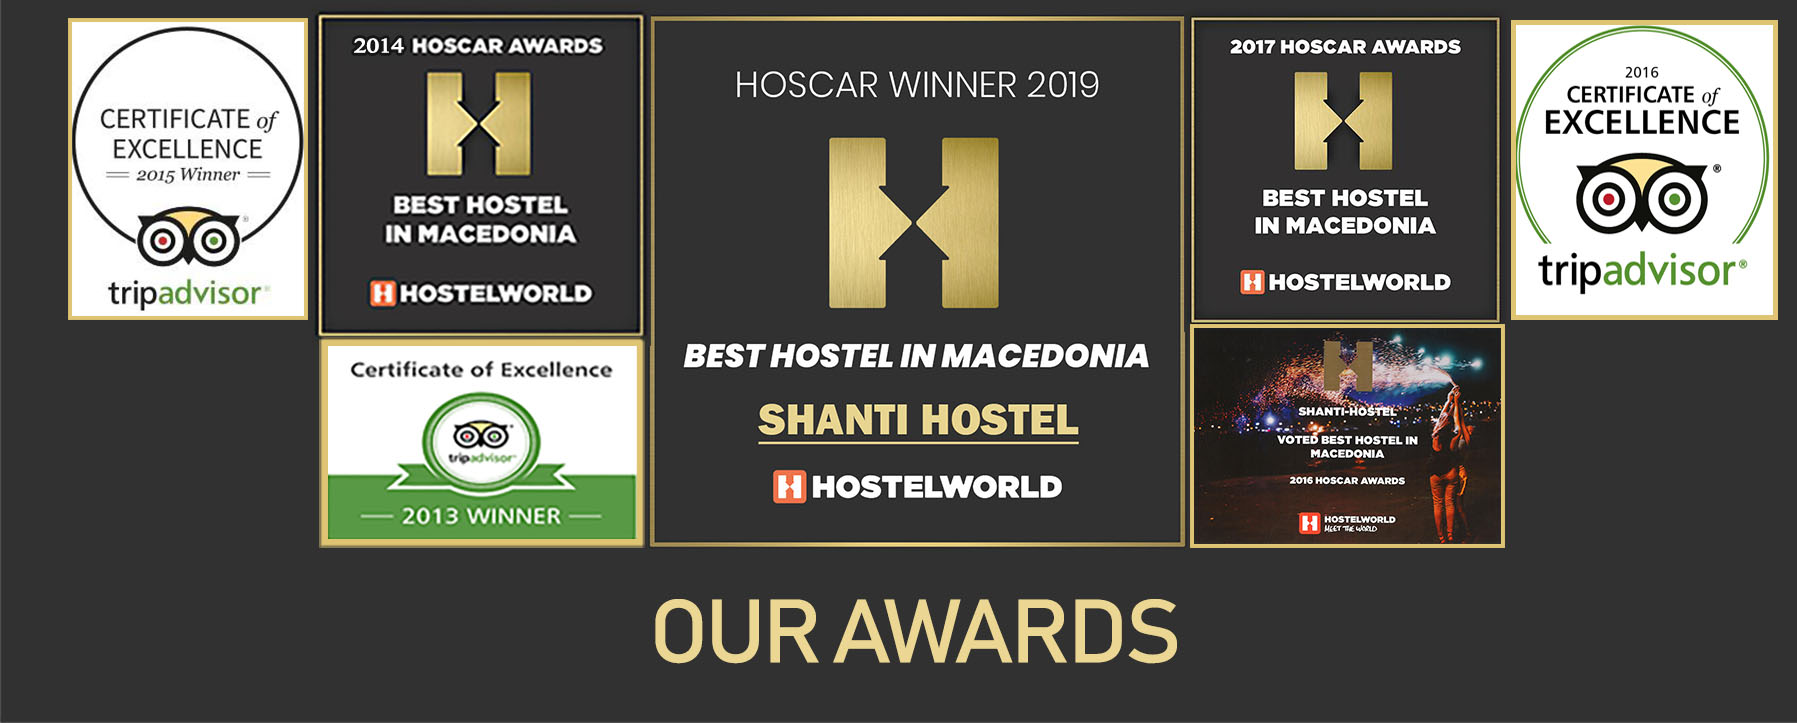 CERTIFICATE of
EXCELLENCE
2015 Winner
tripadvisor®
2014 HOSCAR AWARDS
BEST HOSTEL
IN MACEDONIA
HOSTELWORLD
Certificate of Excellence
tripadvisor
2013 WINNER
HOSCAR WINNER 2019
BEST HOSTEL IN MACEDONIA
SHANTI HOSTEL
HOSTELWORLD
2017 HOSCAR AWARDS
BEST HOSTEL
IN MACEDONIA
HOSTELWORLD
SHANTI-HOSTEL
VOTED BEST HOSTEL IN
MACEDONIA
2016 HOSCAR AWARDS
HOSTELWORLD
MEET THE WORLD
2016
CERTIFICATE of
EXCELLENCE
tripadvisor®
OUR AWARDS